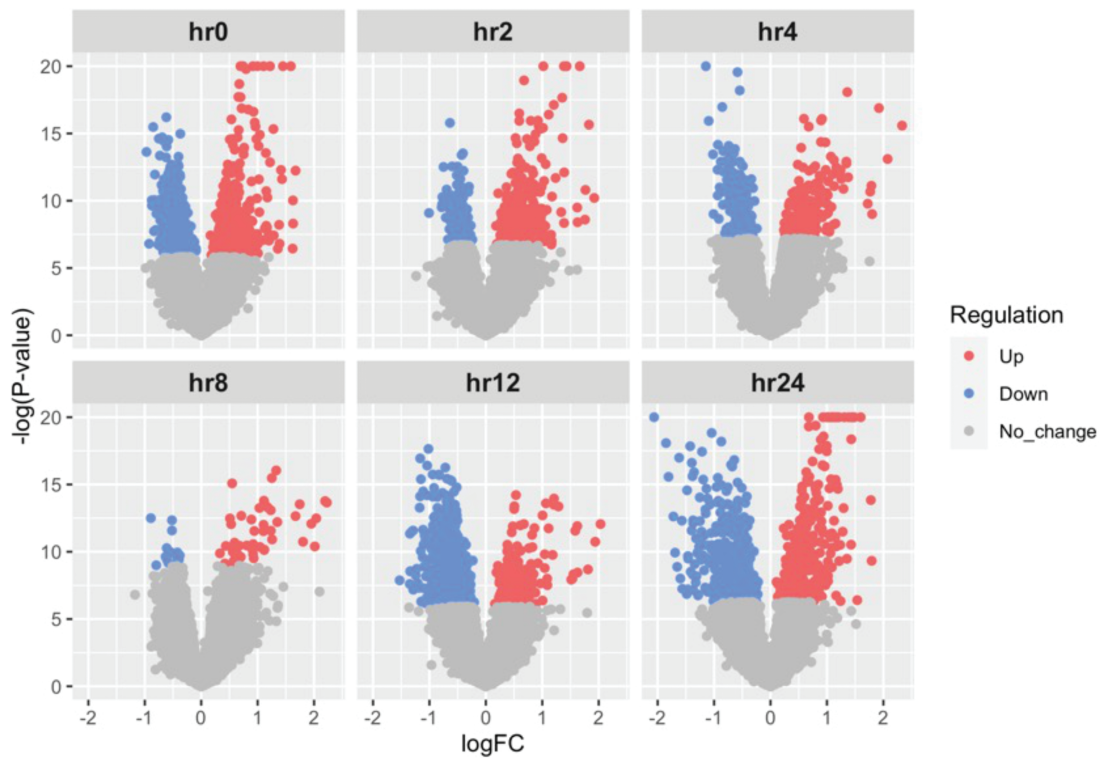 hr0 hr2 hr4
20
15
10
5
0
Regulation
Up
Down
No_change
-log(P-value)
hr8 hr12 hr24
20
15
10
5
0
-2 -1 0 1 2 -2 -1 0 1 2 -2 -1 0 1 2
logFC